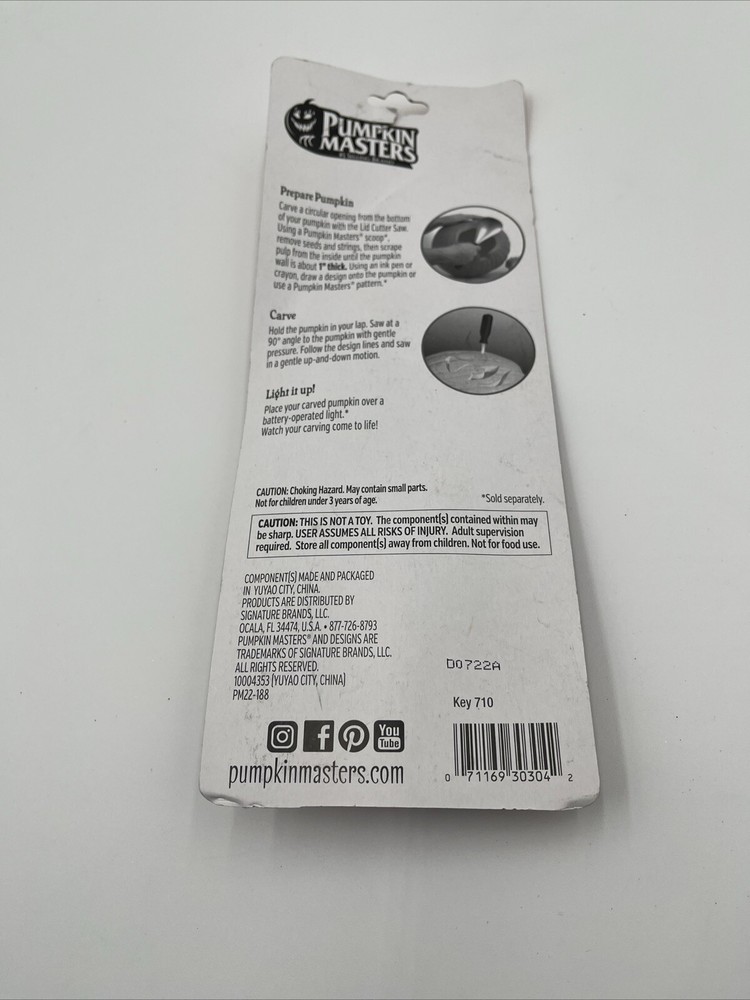 PUMPKIN
MASTERS
Prepare Pumpkin
Carve a circular opening from the bottom
of your pumpkin with the Lid Cutter Saw.
Using a Pumpkin Masters® scoop*,
remove seeds and strings, then scrape
pulp from the inside until the pumpkin
wall is about 1" thick. Using an ink pen or
crayon, draw a design onto the pumpkin or
use a Pumpkin Masters® pattern.*
Carve
Hold the pumpkin in your lap. Saw at a
90° angle to the pumpkin with gentle
pressure. Follow the design lines and saw
in a gentle up-and-down motion.
Light it up!
Place your carved pumpkin over a
battery-operated light.*
Watch your carving come to life!
CAUTION: Choking Hazard. May contain small parts.
Not for children under 3 years of age.
*Sold separately.
CAUTION: THIS IS NOT A TOY. The component(s) contained within may
be sharp. USER ASSUMES ALL RISKS OF INJURY. Adult supervision
required. Store all component(s) away from children. Not for food use.
COMPONENT(S) MADE AND PACKAGED
IN YUYAO CITY, CHINA.
PRODUCTS ARE DISTRIBUTED BY
SIGNATURE BRANDS, LLC.
OCALA, FL 34474, U.S.A. • 877-726-8793
PUMPKIN MASTERS® AND DESIGNS ARE
TRADEMARKS OF SIGNATURE BRANDS, LLC.
ALL RIGHTS RESERVED.
10004353 (YUYAO CITY, CHINA)
PM22-188
D0722A
Key 710
You
Tube
pumpkinmasters.com
0 71169 30304 2